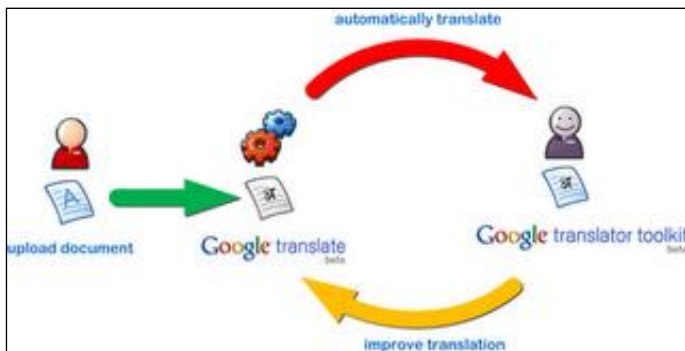 automatically translate
A
अ
अ
upload document
Google translate
beta
Google translator toolkit
beta
improve translation